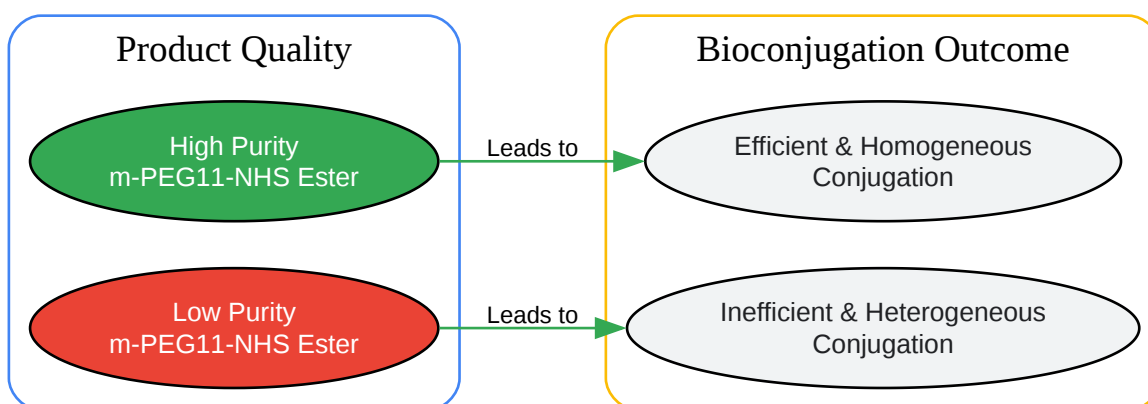 Product Quality
Bioconjugation Outcome
High Purity
m-PEG11-NHS Ester
Leads to
Efficient & Homogeneous
Conjugation
Low Purity
m-PEG11-NHS Ester
Leads to
Inefficient & Heterogeneous
Conjugation